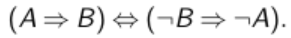 (A ⇒ B) ⇔ (¬B ⇒ ¬A).